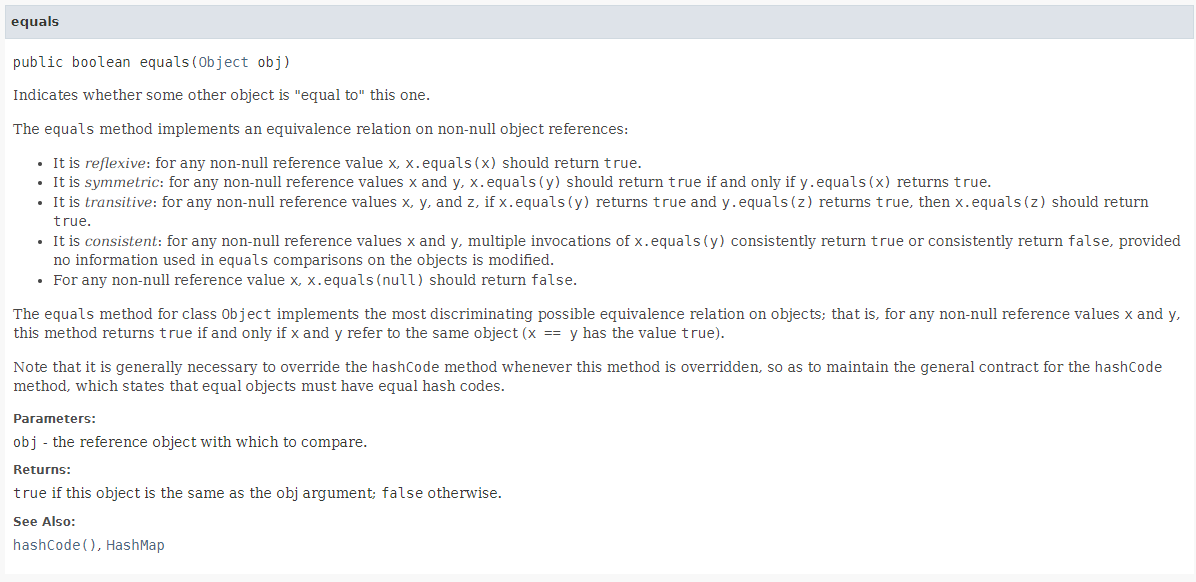 equals
public boolean equals(Object obj)
Indicates whether some other object is "equal to" this one.
The equals method implements an equivalence relation on non-null object references:
• It is reflexive: for any non-null reference value x, x.equals(x) should return true.
• It is symmetric: for any non-null reference values x and y, x.equals(y) should return true if and only if y.equals(x) returns true.
• It is transitive: for any non-null reference values x, y, and z, if x.equals(y) returns true and y.equals(z) returns true, then x.equals(z) should return
true.
• It is consistent: for any non-null reference values x and y, multiple invocations of x.equals(y) consistently return true or consistently return false, provided
no information used in equals comparisons on the objects is modified.
• For any non-null reference value x, x.equals(null) should return false.
The equals method for class Object implements the most discriminating possible equivalence relation on objects; that is, for any non-null reference values x and y,
this method returns true if and only if x and y refer to the same object (x == y has the value true).
Note that it is generally necessary to override the hashCode method whenever this method is overridden, so as to maintain the general contract for the hashCode
method, which states that equal objects must have equal hash codes.
Parameters:
obj - the reference object with which to compare.
Returns:
true if this object is the same as the obj argument; false otherwise.
See Also:
hashCode(), HashMap